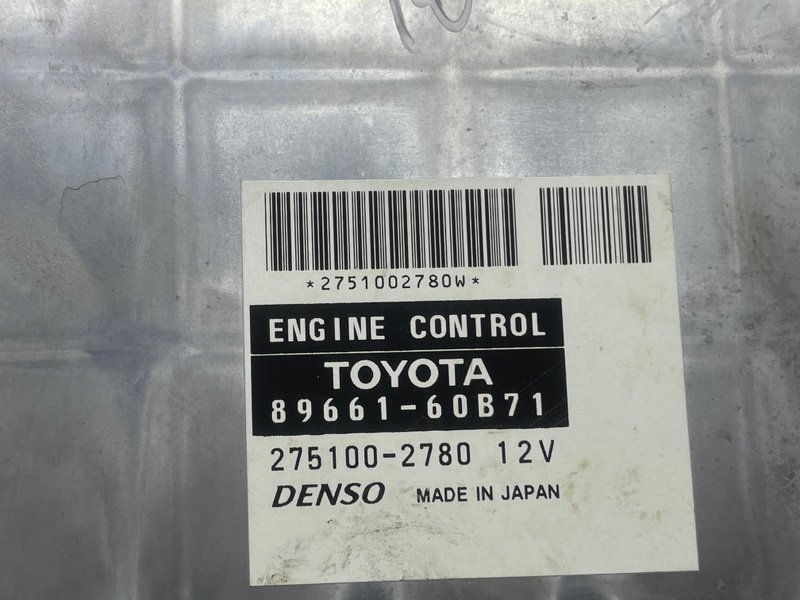 *2751002780W*
ENGINE CONTROL
TOYOTA
89661-60B71
275100-2780 12V
DENSO MADE IN JAPAN